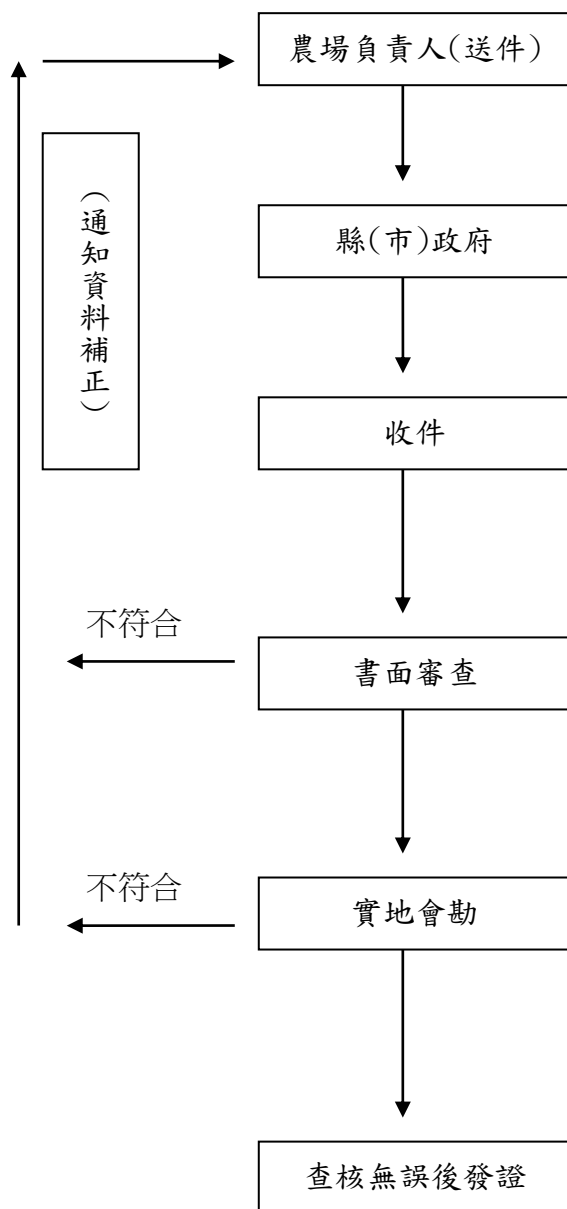 農場負責人(送件)
(通知資料補正)
縣(市)政府
收件
不符合
書面審查
不符合
實地會勘
查核無誤後發證